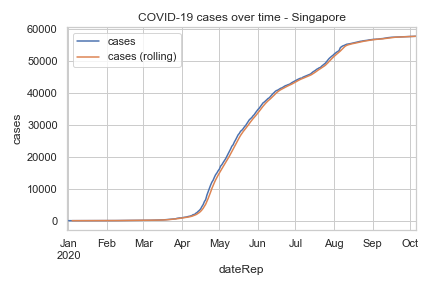 COVID-19 cases over time - Singapore
cases
cases (rolling)
60000
50000
40000
30000
20000
10000
0
cases
Jan Feb Mar Apr May Jun Jul Aug Sep Oct
2020
dateRep